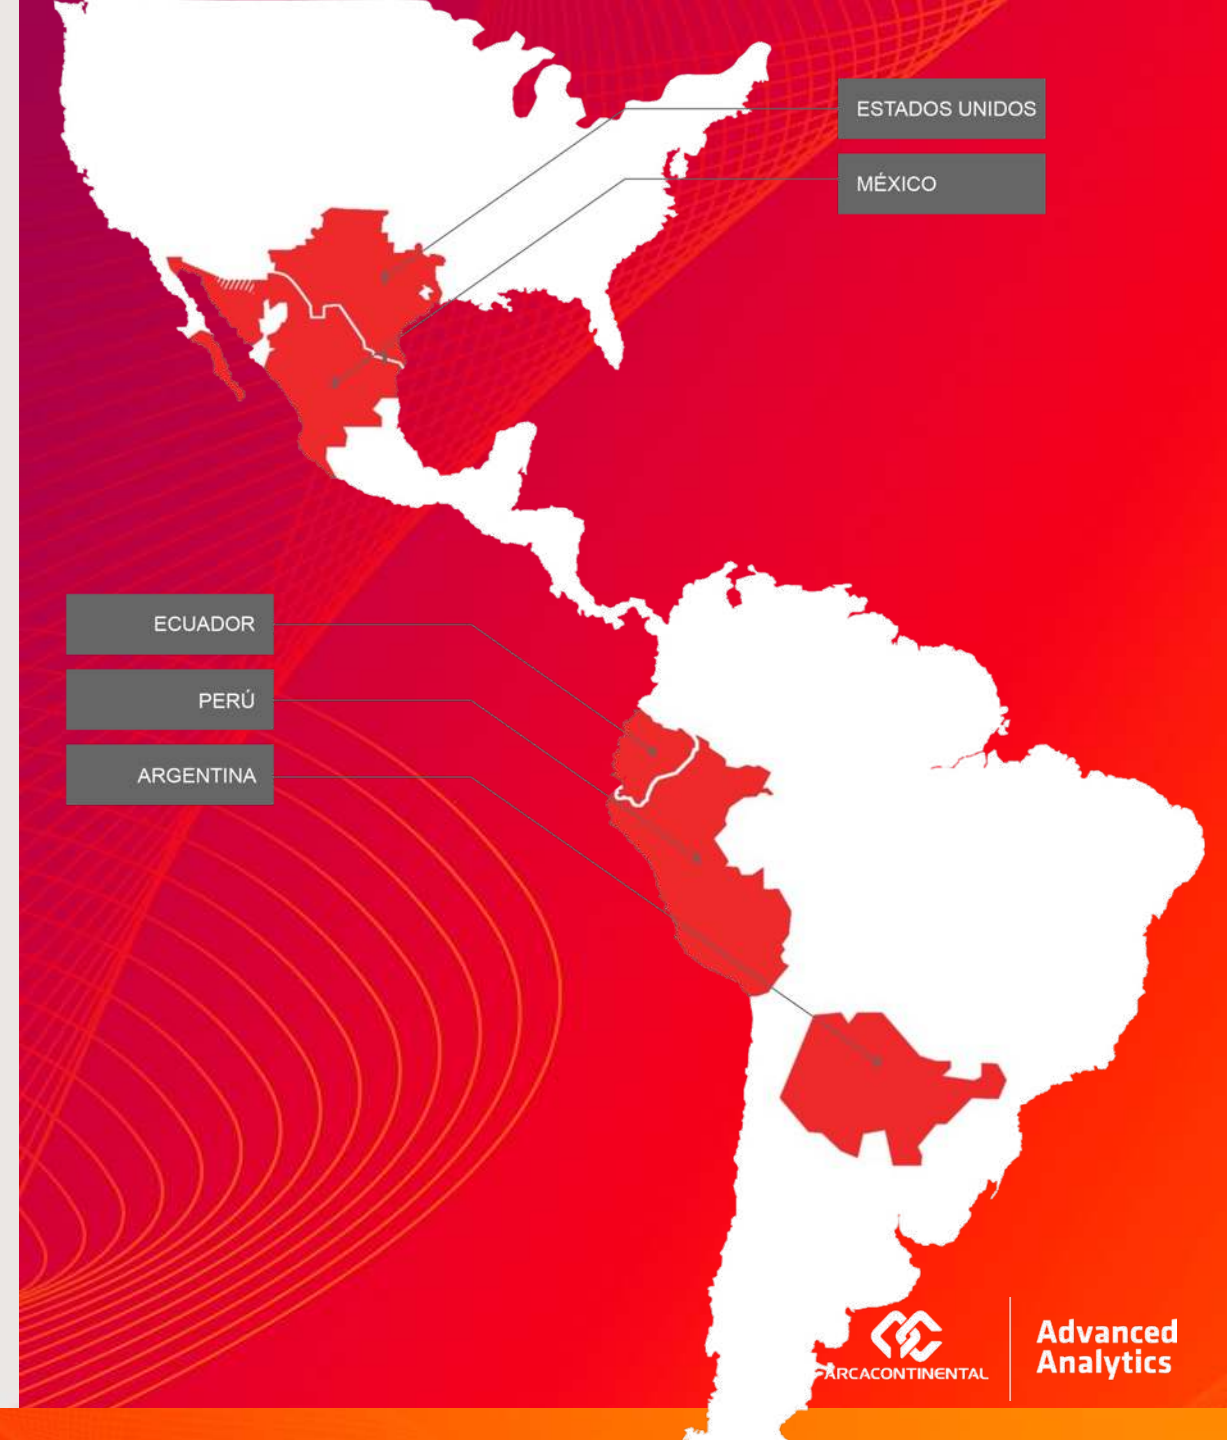 ESTADOS UNIDOS
MÉXICO
ECUADOR
PERÚ
ARGENTINA
ARCACONTINENTAL
Advanced
Analytics